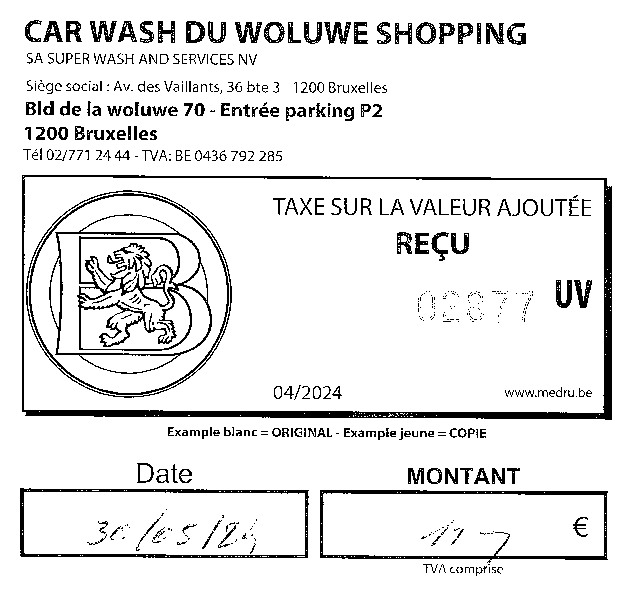 CAR WASH DU WOLUWE SHOPPING
SA SUPER WASH AND SERVICES NV
Siège social : Av. des Vaillants, 36 bte 3 1200 Bruxelles
Bld de la woluwe 70 - Entrée parking P2
1200 Bruxelles
Tél 02/771 24 44 - TVA: BE 0436 792 285
TAXE SUR LA VALEUR AJOUTÉE
REÇU
02877 UV
B
04/2024 www.medru.be
Example blanc = ORIGINAL - Example jeune = COPIE
Date MONTANT
30/05/24 €
TVA comprise